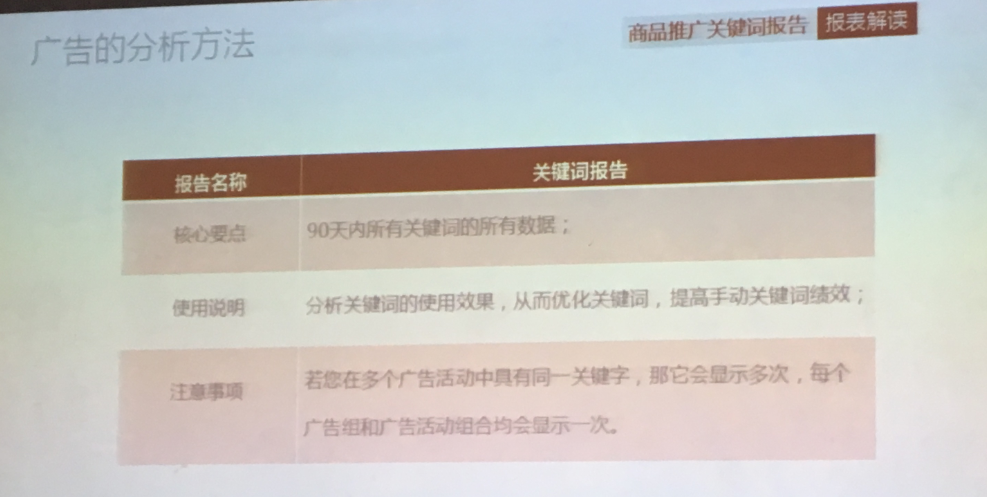 广告的分析方法
商品推广关键词报告 报表解读
报告名称 关键词报告
核心要点 90天内所有关键词的所有数据；
使用说明 分析关键词的使用效果，从而优化关键词，提高手动关键词绩效；
注意事项 若您在多个广告活动中具有同一关键字，那它会显示多次，每个
广告组和广告活动组合均会显示一次。